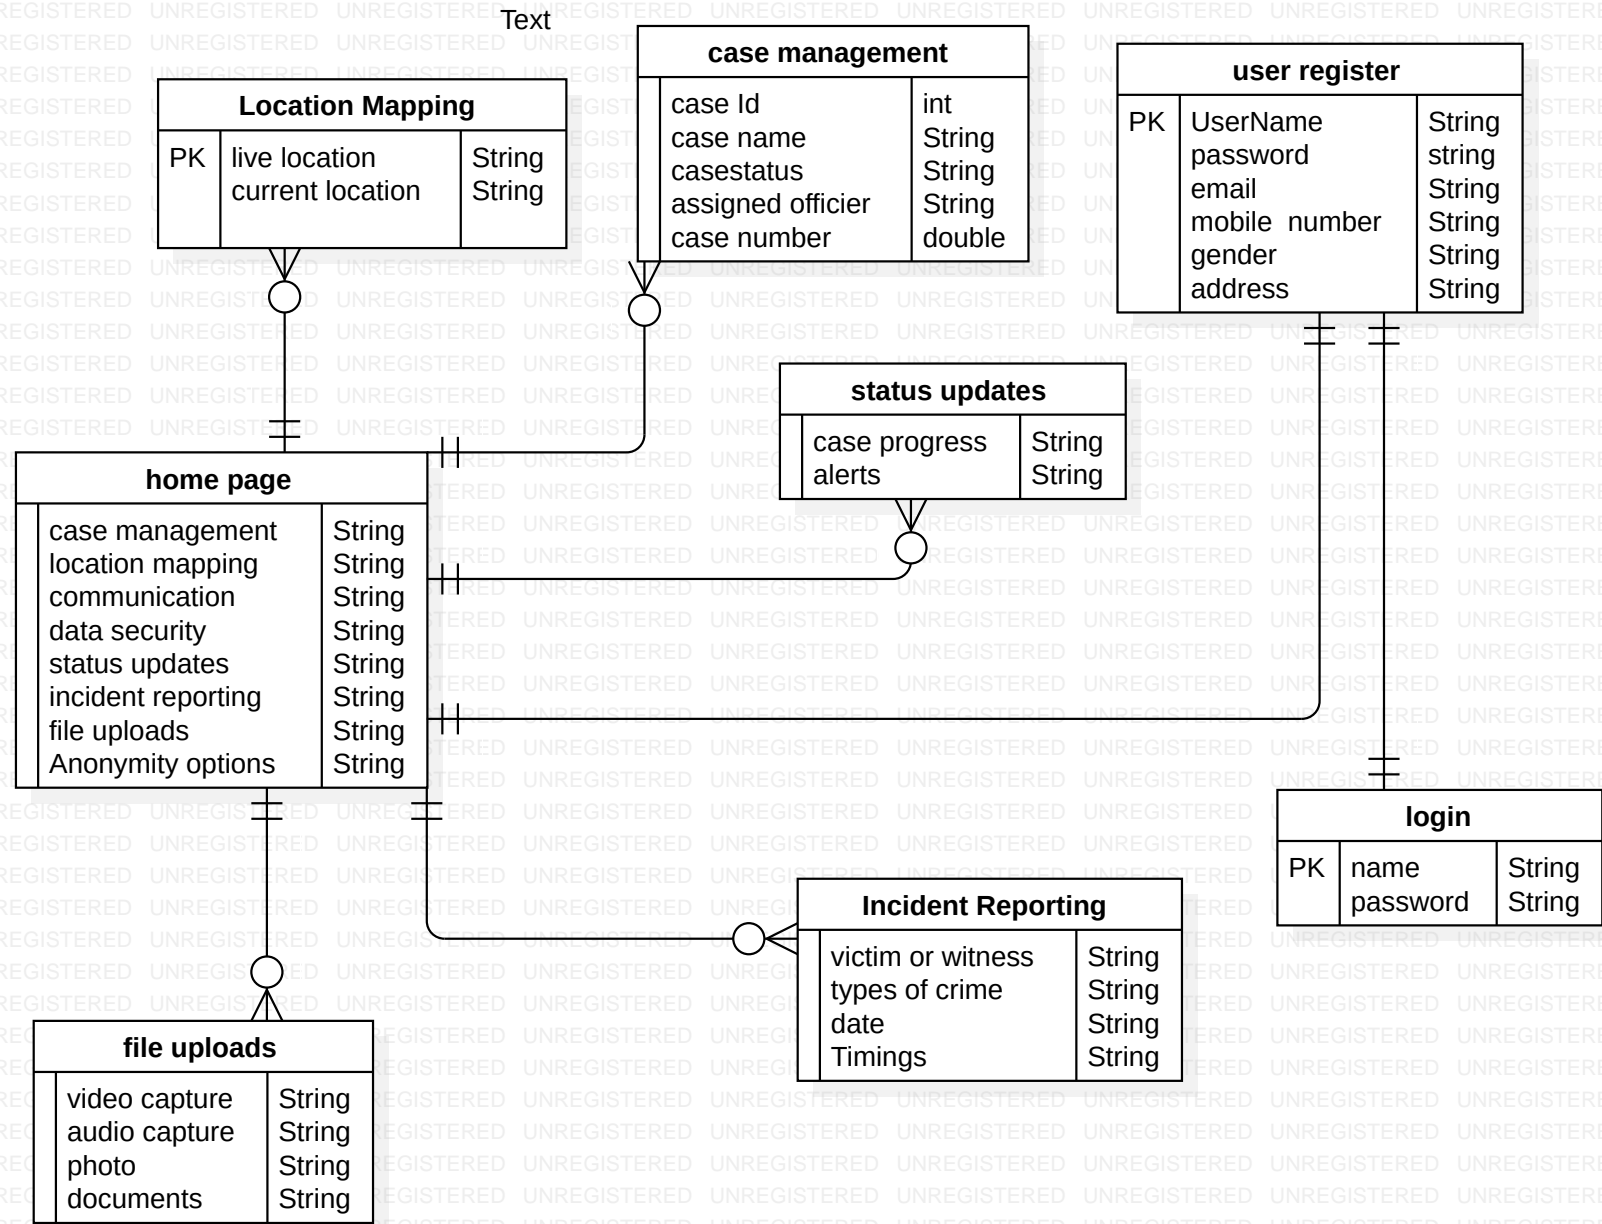 Text
case management
case Id int
case name String
casestatus String
assigned officier String
case number double
user register
PK UserName String
password string
email String
mobile number String
gender String
address String
Location Mapping
PK live location String
current location String
status updates
case progress String
alerts String
home page
case management String
location mapping String
communication String
data security String
status updates String
incident reporting String
file uploads String
Anonymity options String
login
PK name String
password String
Incident Reporting
victim or witness String
types of crime String
date String
Timings String
file uploads
video capture String
audio capture String
photo String
documents String
UNREGISTERED